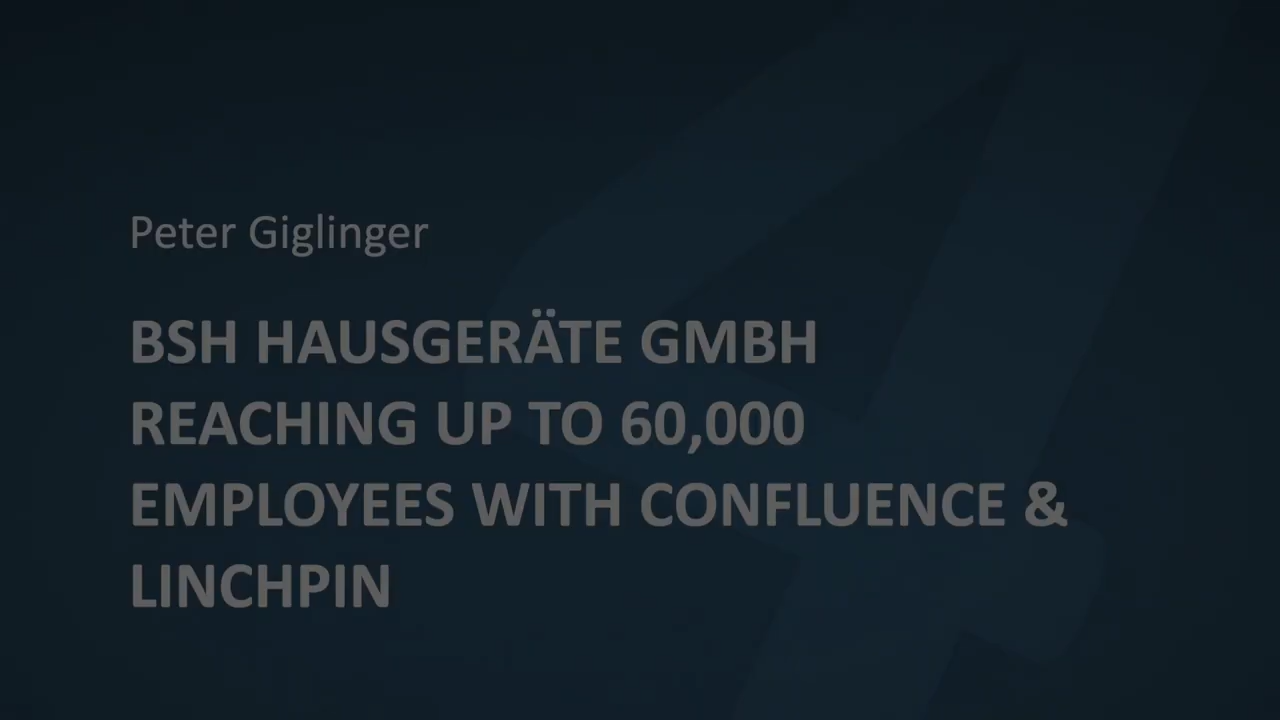 Peter Giglinger
BSH HAUSGERÄTE GMBH
REACHING UP TO 60,000
EMPLOYEES WITH CONFLUENCE &
LINCHPIN